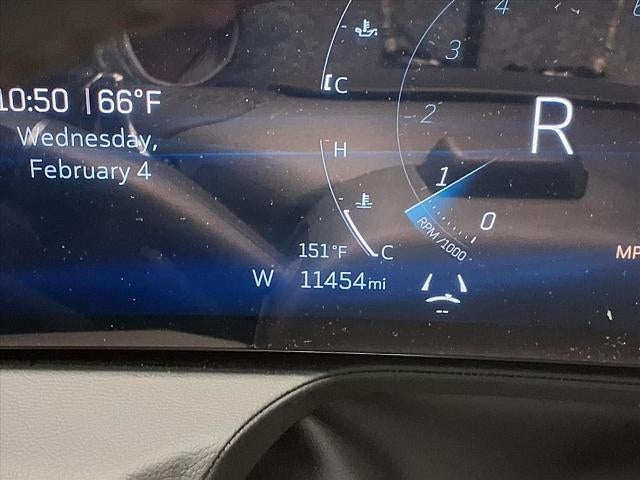 4
3
C
10:50 | 66°F
2
R
Wednesday,
H
February 4
1
0
RPM/1000
151°F
C
MP
W 11454mi
--